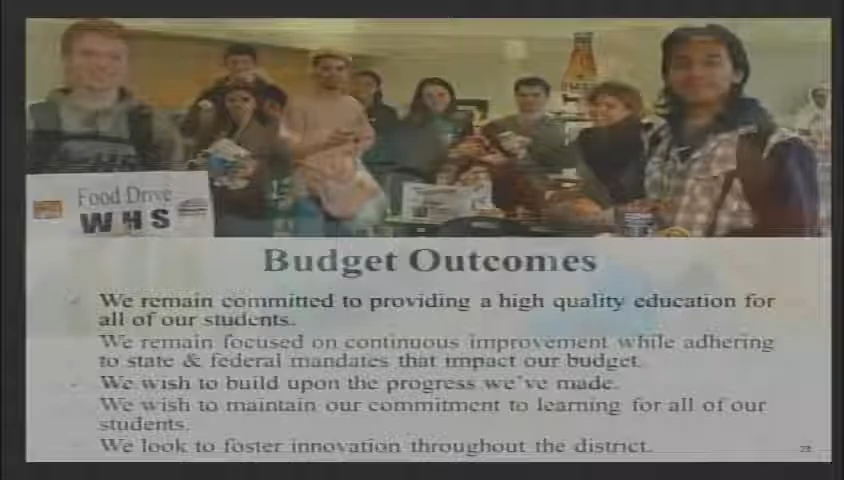 Food Drive
WHS
Budget Outcomes
We remain committed to providing a high quality education for
all of our students.
We remain focused on continuous improvement while adhering
to state & federal mandates that impact our budget.
We wish to build upon the progress we've made.
We wish to maintain our commitment to learning for all of our
students.
We look to foster innovation throughout the district.